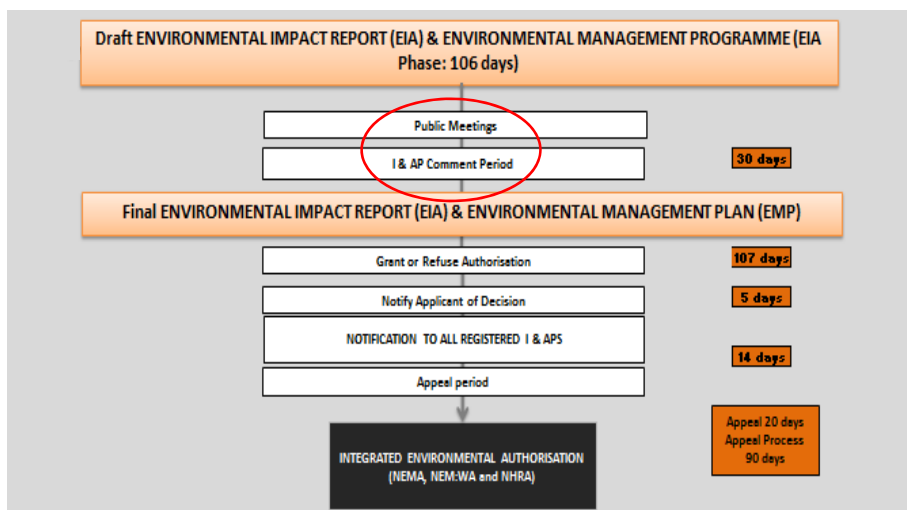 Draft ENVIRONMENTAL IMPACT REPORT (EIA) & ENVIRONMENTAL MANAGEMENT PROGRAMME (EIA
Phase: 106 days)
Public Meetings
I & AP Comment Period
30 days
Final ENVIRONMENTAL IMPACT REPORT (EIA) & ENVIRONMENTAL MANAGEMENT PLAN (EMP)
Grant or Refuse Authorisation
107 days
Notify Applicant of Decision
5 days
NOTIFICATION TO ALL REGISTERED I & APS
14 days
Appeal period
Appeal 20 days
Appeal Process
90 days
INTEGRATED ENVIRONMENTAL AUTHORISATION
(NEMA, NEM:WA and NHRA)